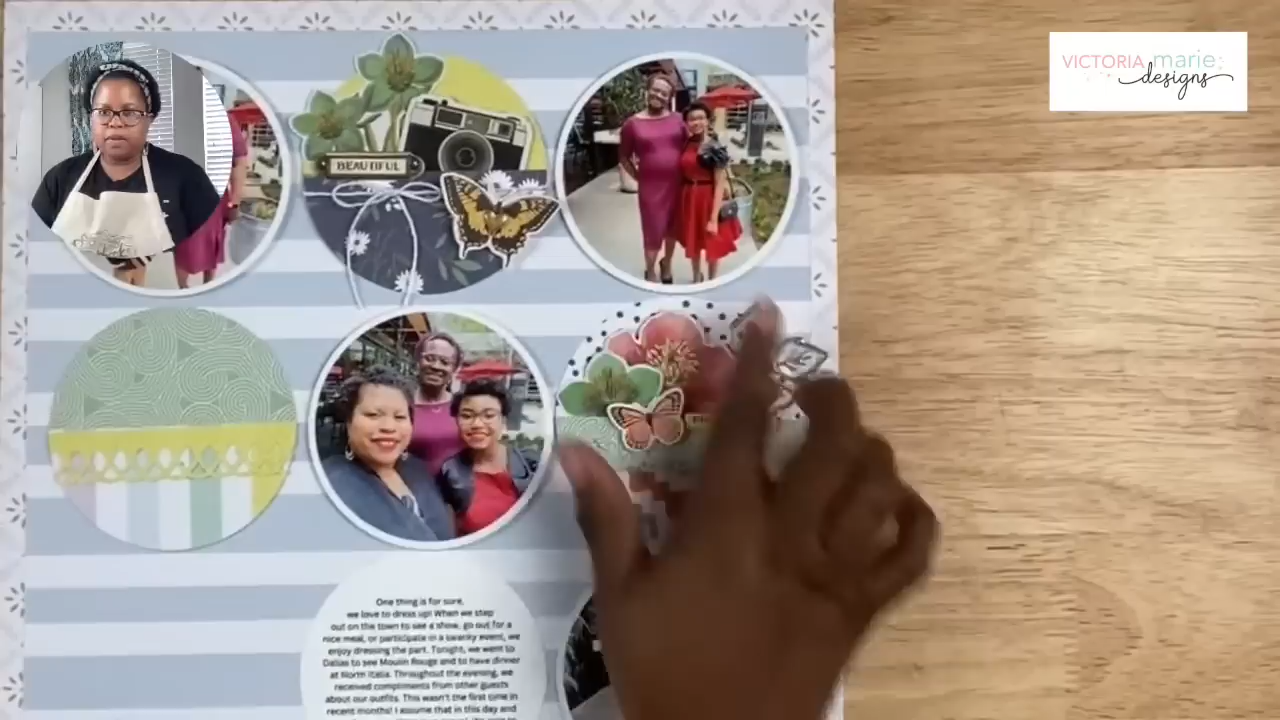 VICTORIA marie:
designs
BEAUTIFUL
One thing is for sure,
we love to dress up! When we step
out on the town to see a show, go out for a
nice meal, or participate in a swanky event, we
enjoy dressing the part. Tonight, we went to
Dallas to see Moulin Rouge and to have dinner
at North Italia. Throughout the evening, we
received compliments from other guests
about our outfits. This wasn't the first time in
recent months! I assume that in this day and